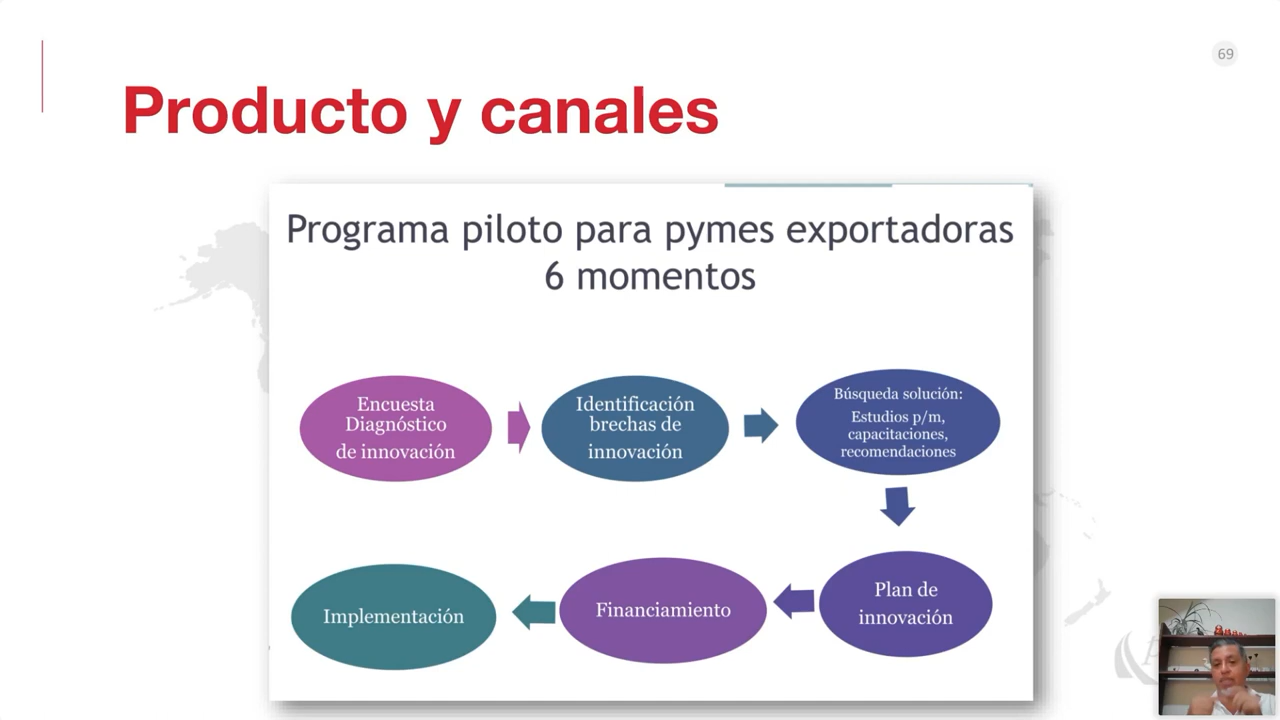 69
Producto y canales
Programa piloto para pymes exportadoras
6 momentos
Encuesta
Diagnóstico
de innovación
Identificación
brechas de
innovación
Búsqueda solución:
Estudios p/m,
capacitaciones,
recomendaciones
Plan de
innovación
Financiamiento
Implementación